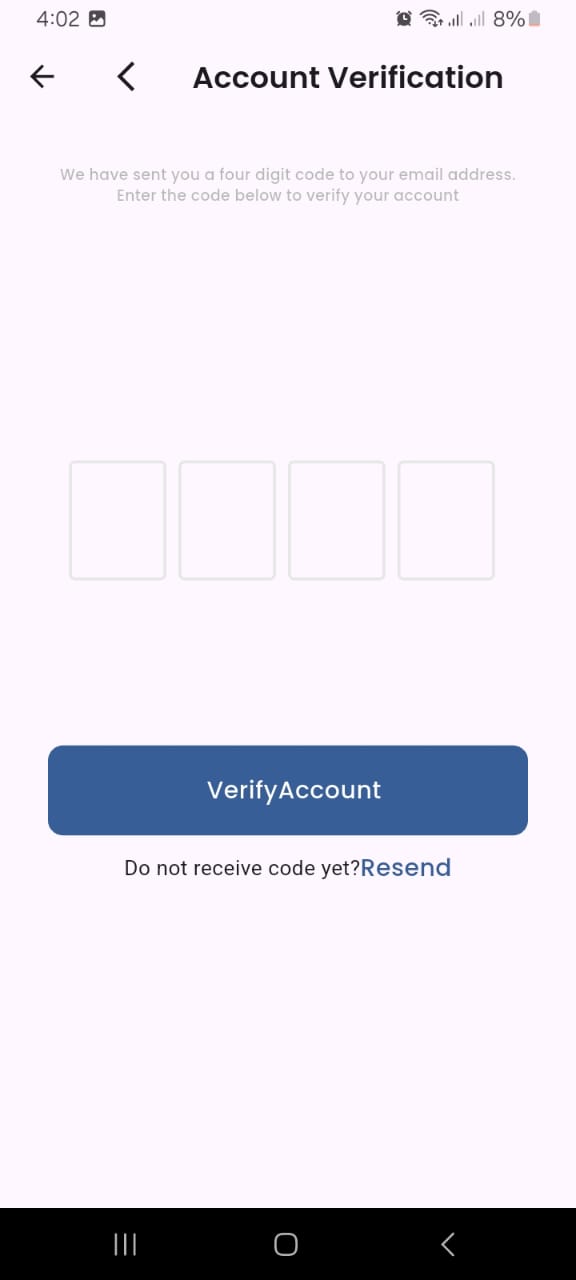 4:02 8%
Account Verification
We have sent you a four digit code to your email address.
Enter the code below to verify your account
VerifyAccount
Do not receive code yet?Resend